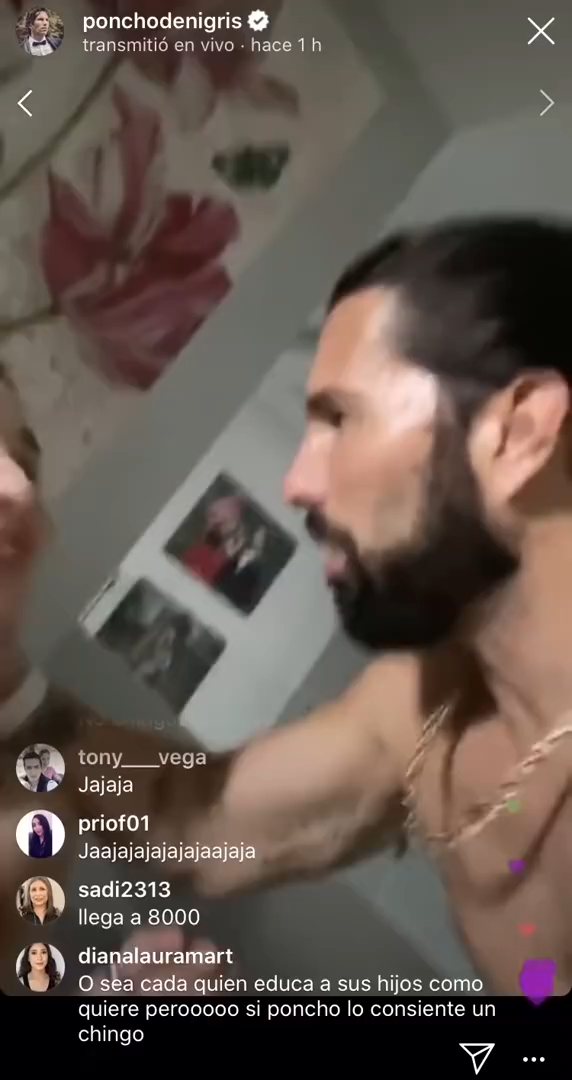 ponchodenigris
transmitió en vivo · hace 1 h
tony___vega
Jajaja
priof01
Jaajajajajajajaajaja
sadi2313
llega a 8000
dianalauramart
O sea cada quien educa a sus hijos como
quiere perooooo si poncho lo consiente un
chingo